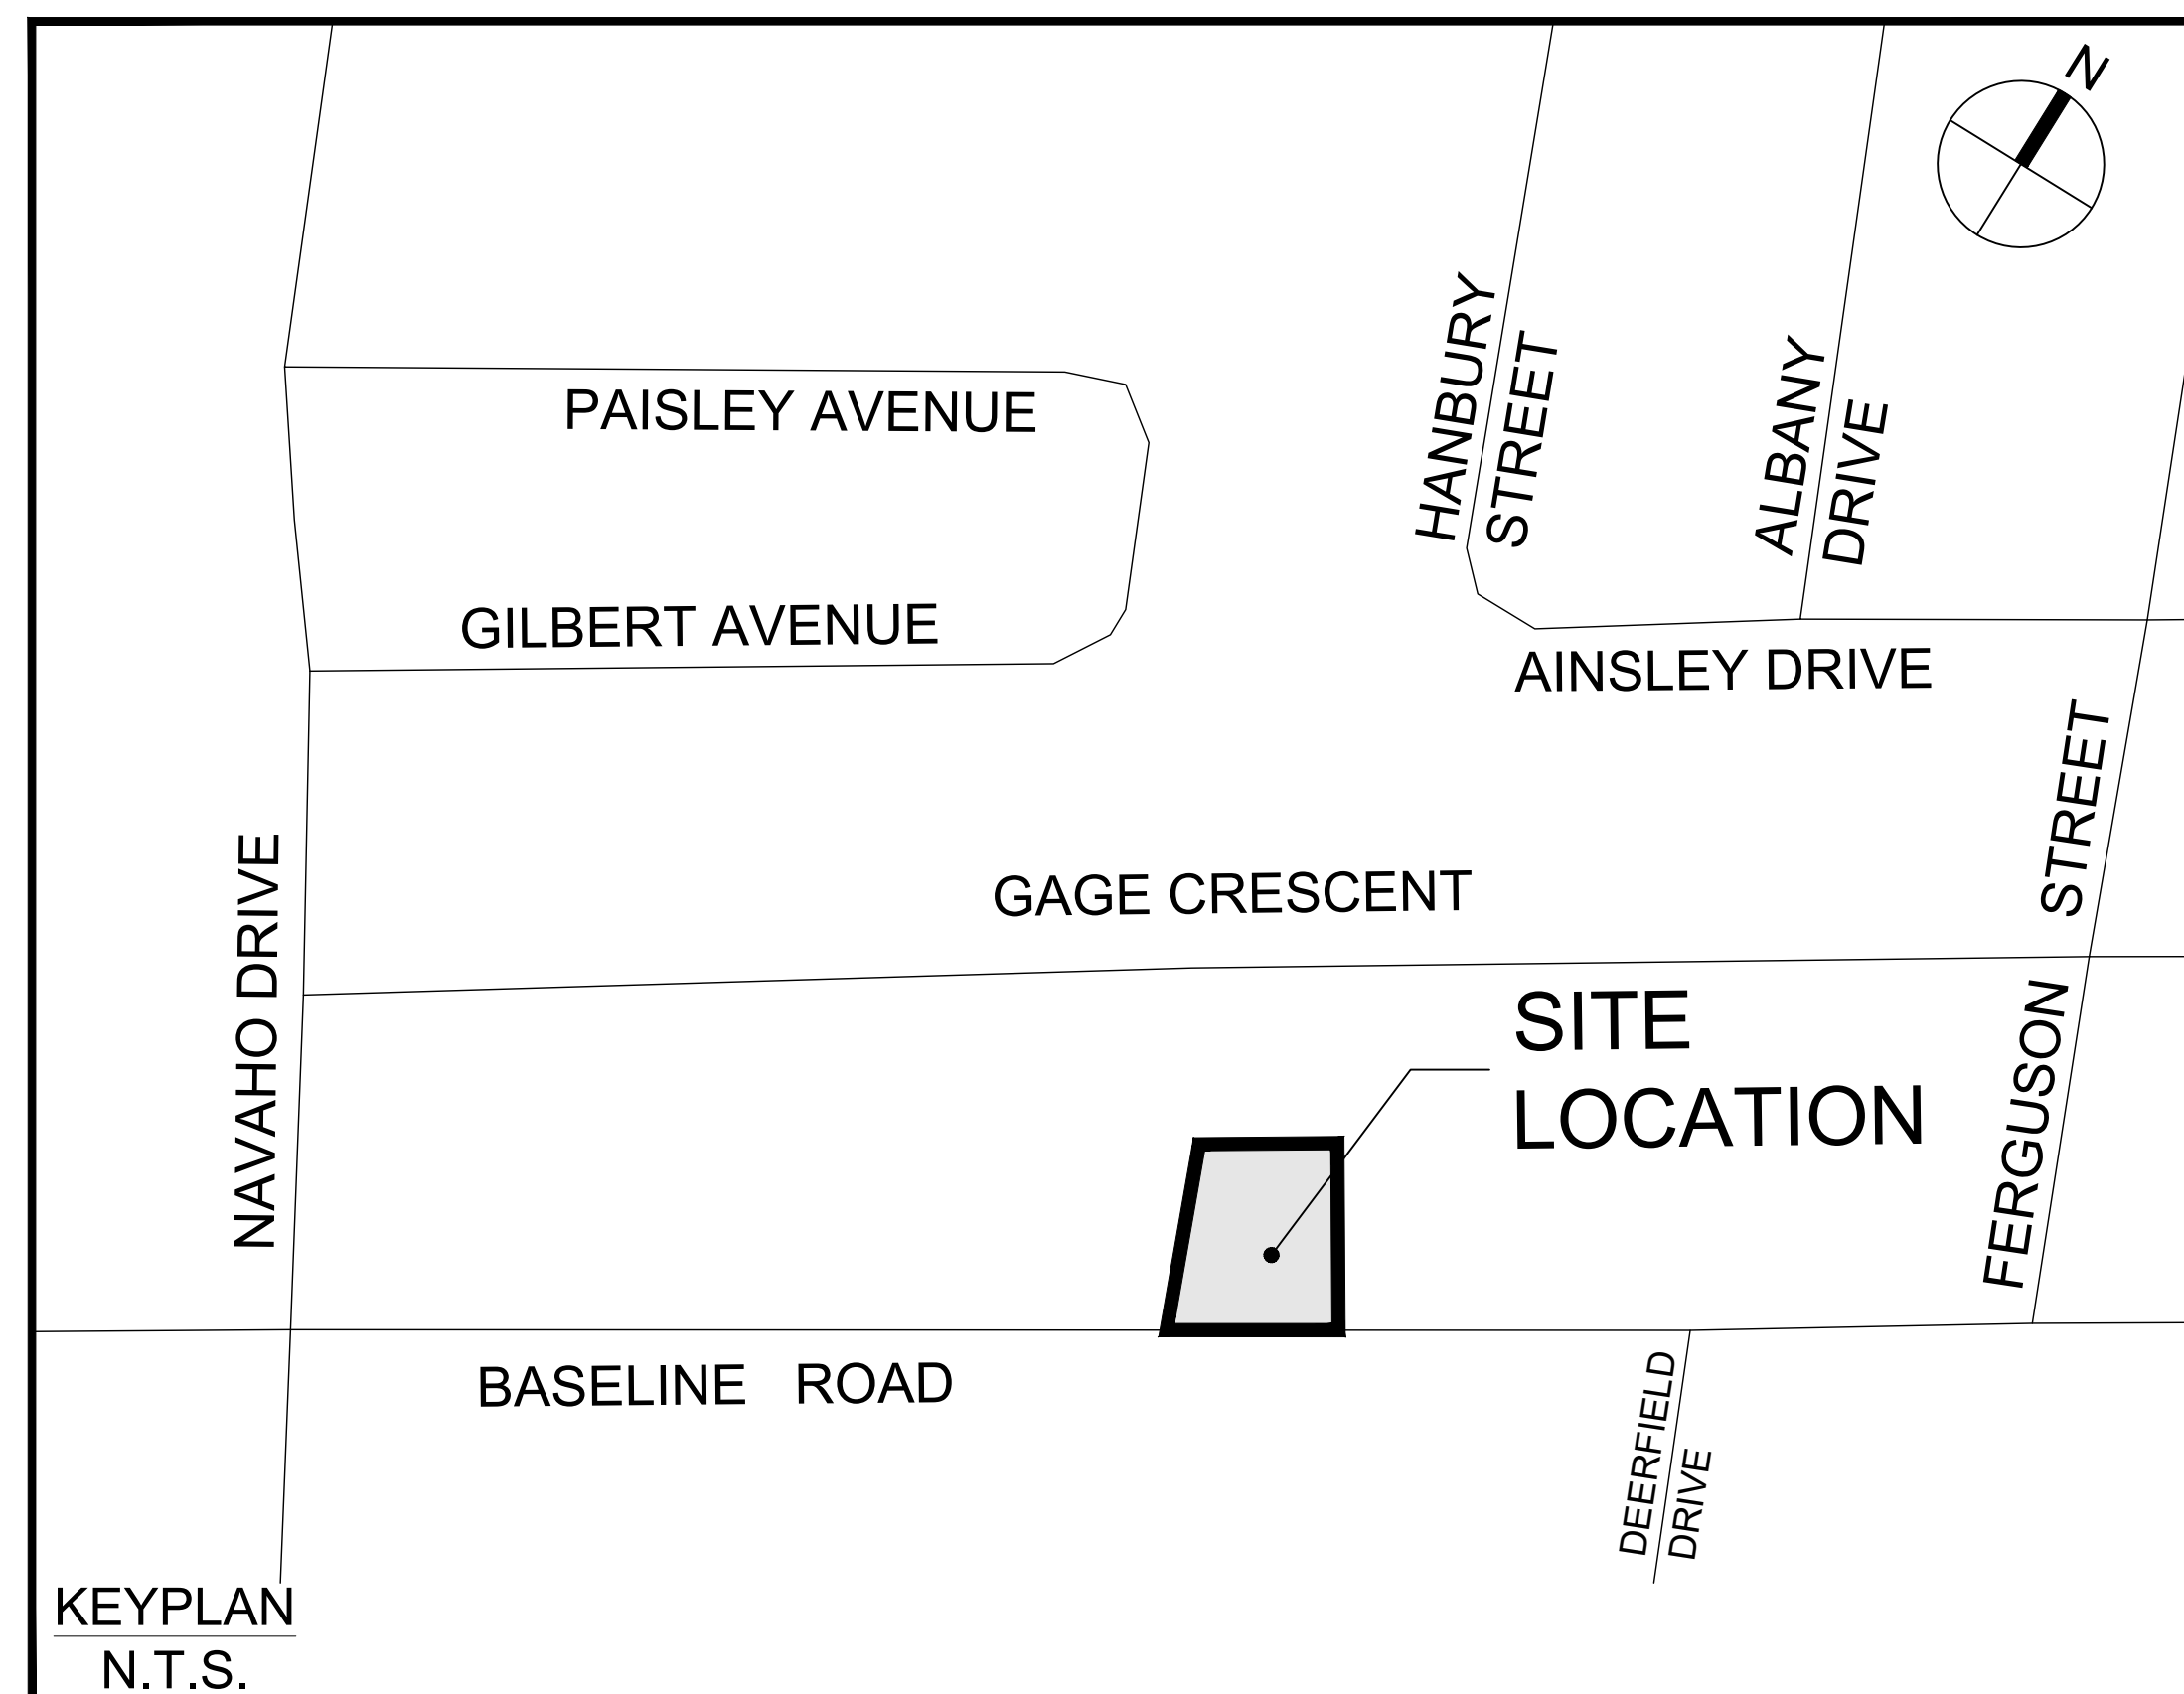 N
HANBURY
STREET
ALBANY
DRIVE
PAISLEY AVENUE
GILBERT AVENUE
AINSLEY DRIVE
FERGUSON STREET
NAVAHO DRIVE
GAGE CRESCENT
SITE
LOCATION
BASELINE ROAD
DEERFIELD
DRIVE
KEYPLAN
N.T.S.